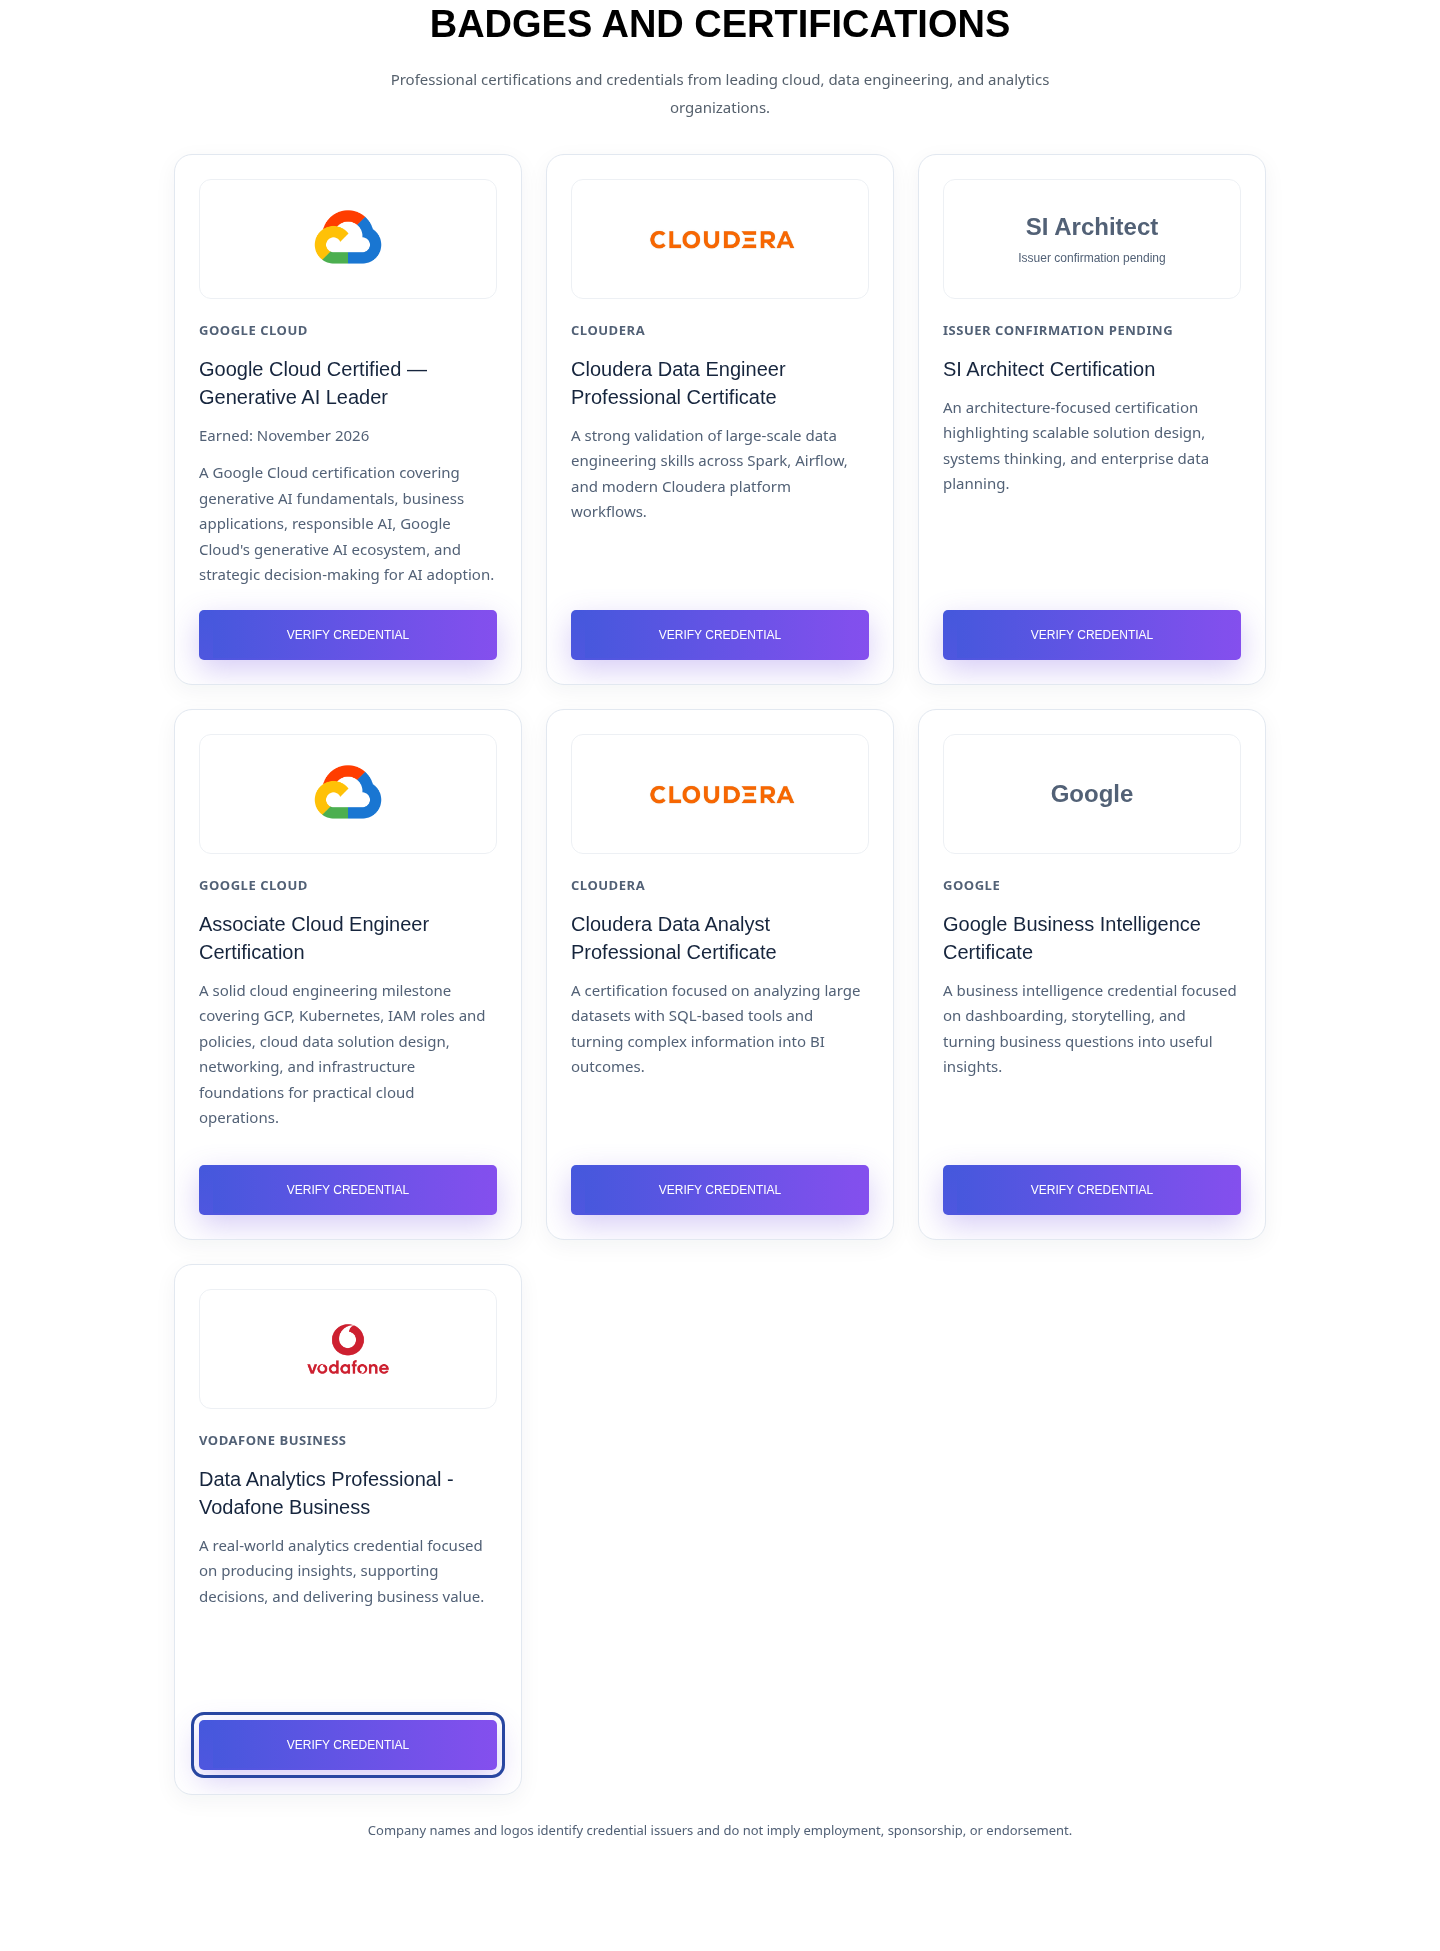 BADGES AND CERTIFICATIONS
Professional certifications and credentials from leading cloud, data engineering, and analytics
organizations.
GOOGLE CLOUD
Google Cloud Certified —
Generative AI Leader
Earned: November 2026
A Google Cloud certification covering
generative AI fundamentals, business
applications, responsible AI, Google
Cloud's generative AI ecosystem, and
strategic decision-making for AI adoption.
VERIFY CREDENTIAL
CLOUDERA
CLOUDERA
Cloudera Data Engineer
Professional Certificate
A strong validation of large-scale data
engineering skills across Spark, Airflow,
and modern Cloudera platform
workflows.
VERIFY CREDENTIAL
SI Architect
Issuer confirmation pending
ISSUER CONFIRMATION PENDING
SI Architect Certification
An architecture-focused certification
highlighting scalable solution design,
systems thinking, and enterprise data
planning.
VERIFY CREDENTIAL
GOOGLE CLOUD
Associate Cloud Engineer
Certification
A solid cloud engineering milestone
covering GCP, Kubernetes, IAM roles and
policies, cloud data solution design,
networking, and infrastructure
foundations for practical cloud
operations.
VERIFY CREDENTIAL
CLOUDERA
CLOUDERA
Cloudera Data Analyst
Professional Certificate
A certification focused on analyzing large
datasets with SQL-based tools and
turning complex information into BI
outcomes.
VERIFY CREDENTIAL
Google
GOOGLE
Google Business Intelligence
Certificate
A business intelligence credential focused
on dashboarding, storytelling, and
turning business questions into useful
insights.
VERIFY CREDENTIAL
vodafone
VODAFONE BUSINESS
Data Analytics Professional -
Vodafone Business
A real-world analytics credential focused
on producing insights, supporting
decisions, and delivering business value.
VERIFY CREDENTIAL
Company names and logos identify credential issuers and do not imply employment, sponsorship, or endorsement.